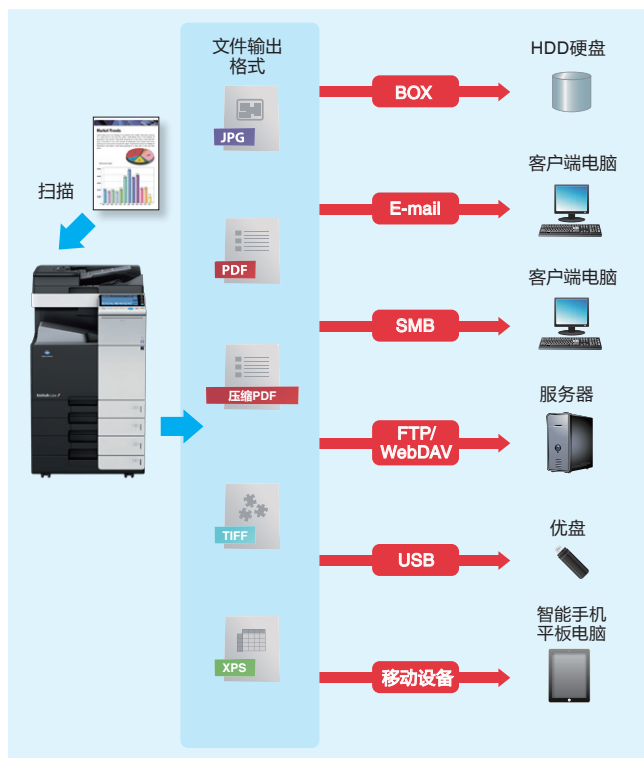 文件输出
格式
JPG
PDF
压缩PDF
TIFF
XPS
扫描
Market Trends
BOX
E-mail
SMB
FTP/
WebDAV
USB
移动设备
HDD硬盘
客户端电脑
客户端电脑
服务器
优盘
智能手机
平板电脑